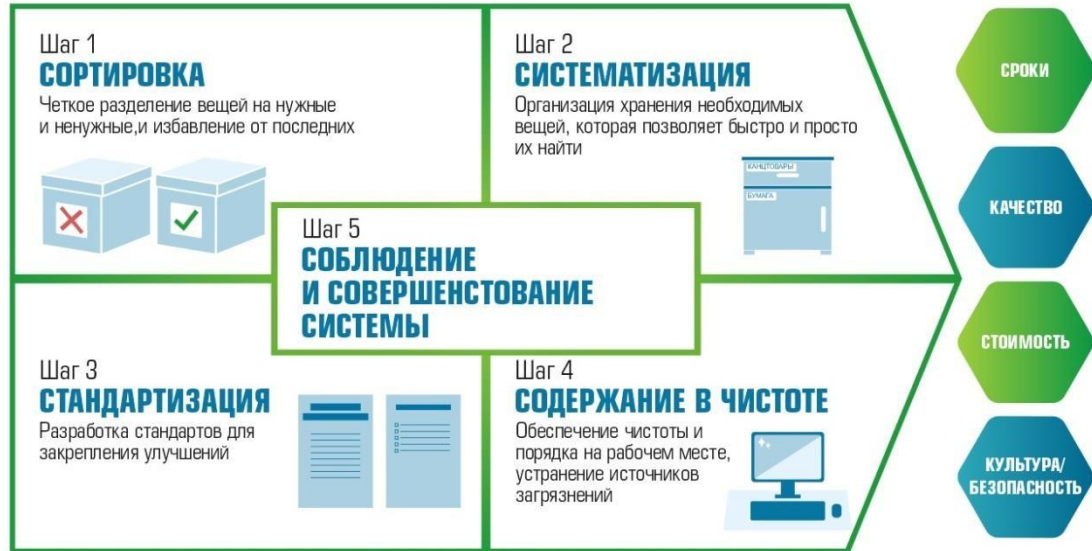 Шаг 1
СОРТИРОВКА
Четкое разделение вещей на нужные
и ненужные,и избавление от последних
Шаг 2
СИСТЕМАТИЗАЦИЯ
Организация хранения необходимых
вещей, которая позволяет быстро и просто
их найти
КАНЦТОВАРЫ
БУМАГА
Шаг 5
СОБЛЮДЕНИЕ
И СОВЕРШЕНСТОВАНИЕ
СИСТЕМЫ
Шаг 3
СТАНДАРТИЗАЦИЯ
Разработка стандартов для
закрепления улучшений
Шаг 4
СОДЕРЖАНИЕ В ЧИСТОТЕ
Обеспечение чистоты и
порядка на рабочем месте,
устранение источников
загрязнений
СРОКИ
КАЧЕСТВО
СТОИМОСТЬ
КУЛЬТУРА/
БЕЗОПАСНОСТЬ